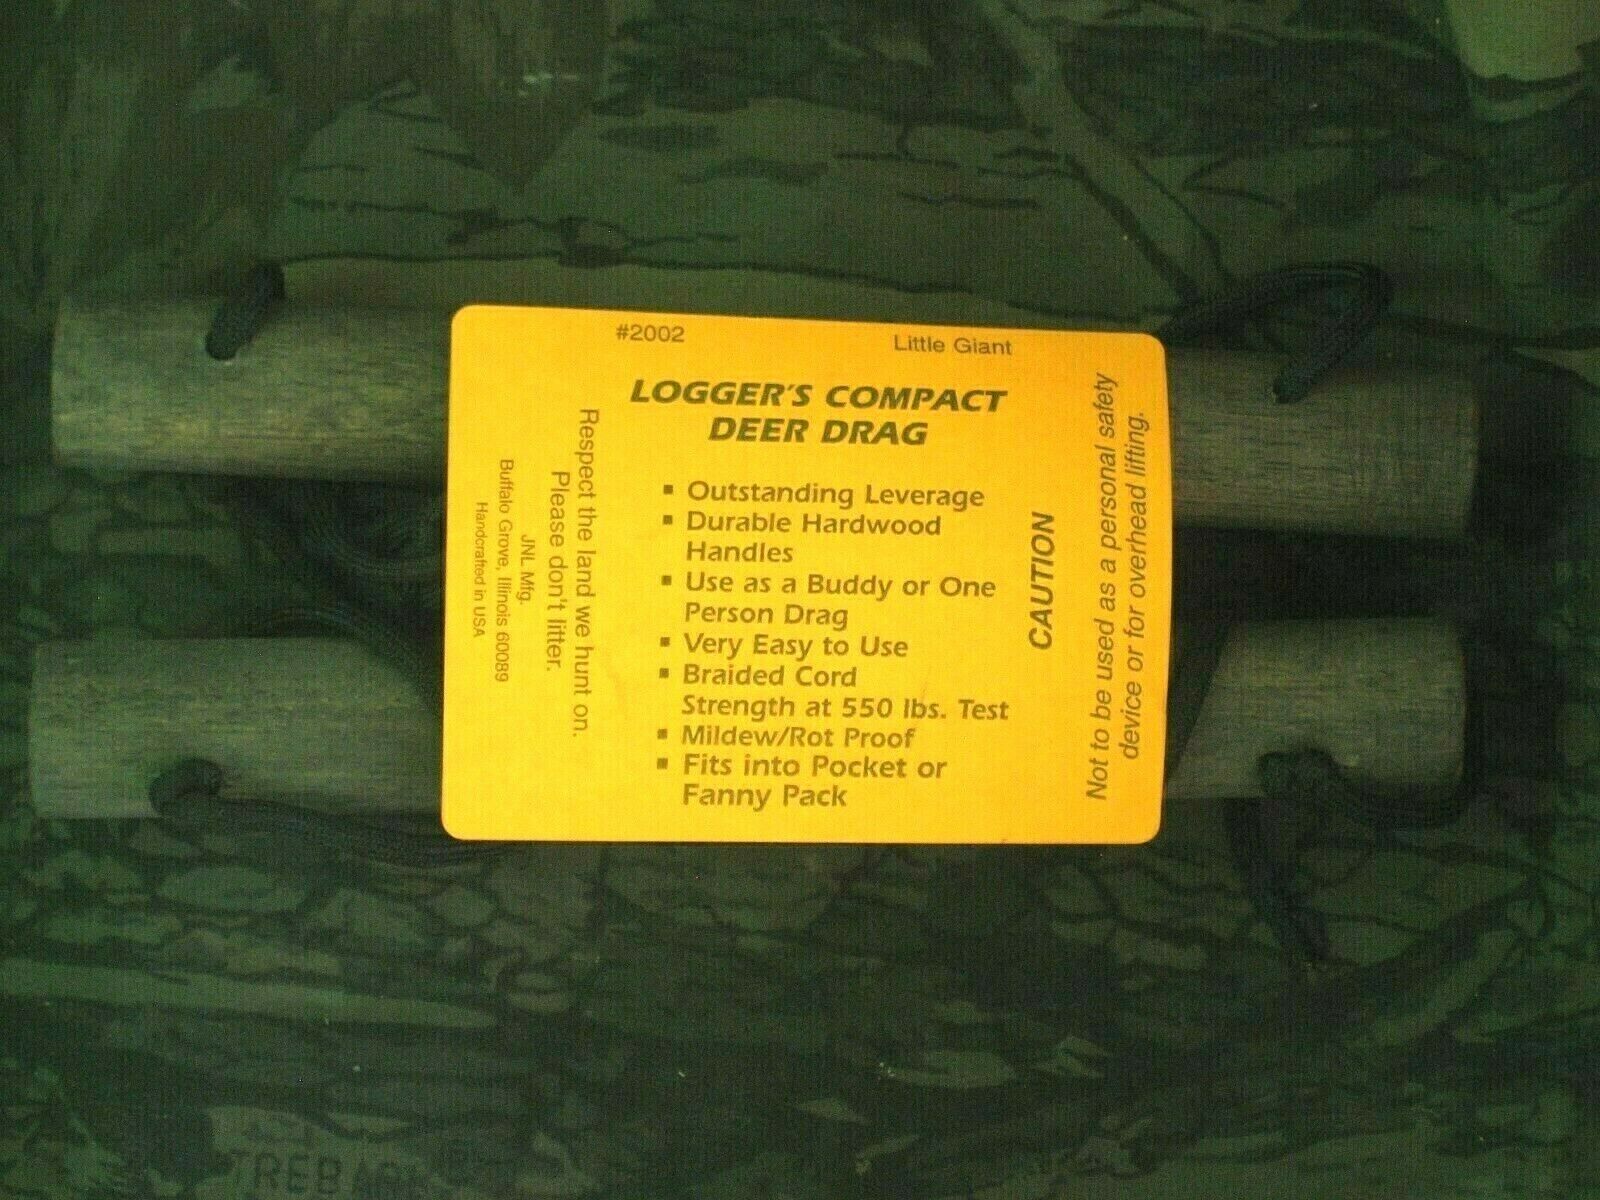 #2002 Little Giant
LOGGER'S COMPACT
DEER DRAG
▪ Outstanding Leverage
▪ Durable Hardwood
Handles
▪ Use as a Buddy or One
Person Drag
▪ Very Easy to Use
▪ Braided Cord
Strength at 550 lbs. Test
▪ Mildew/Rot Proof
▪ Fits into Pocket or
Fanny Pack
Respect the land we hunt on.
Please don't litter.
JNL Mfg.
Buffalo Grove, Illinois 60089
Handcrafted in USA
CAUTION
Not to be used as a personal safety
device or for overhead lifting.
TREBARK